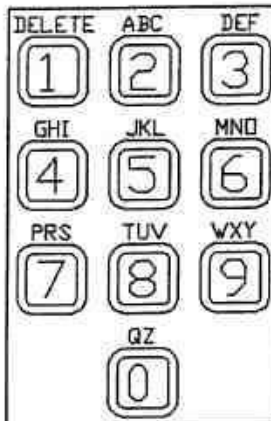 DELETE ABC DEF
1 2 3
GHI JKL MNO
4 5 6
PRS TUV WXY
7 8 9
QZ
0